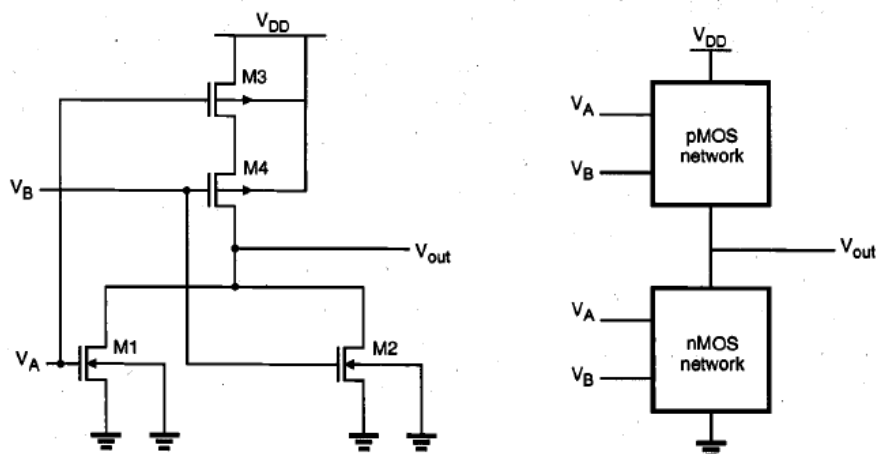 VDD
M3
M4
VB
Vout
VA
M1
M2
VDD
VA
VB
pMOS
network
Vout
VA
VB
nMOS
network